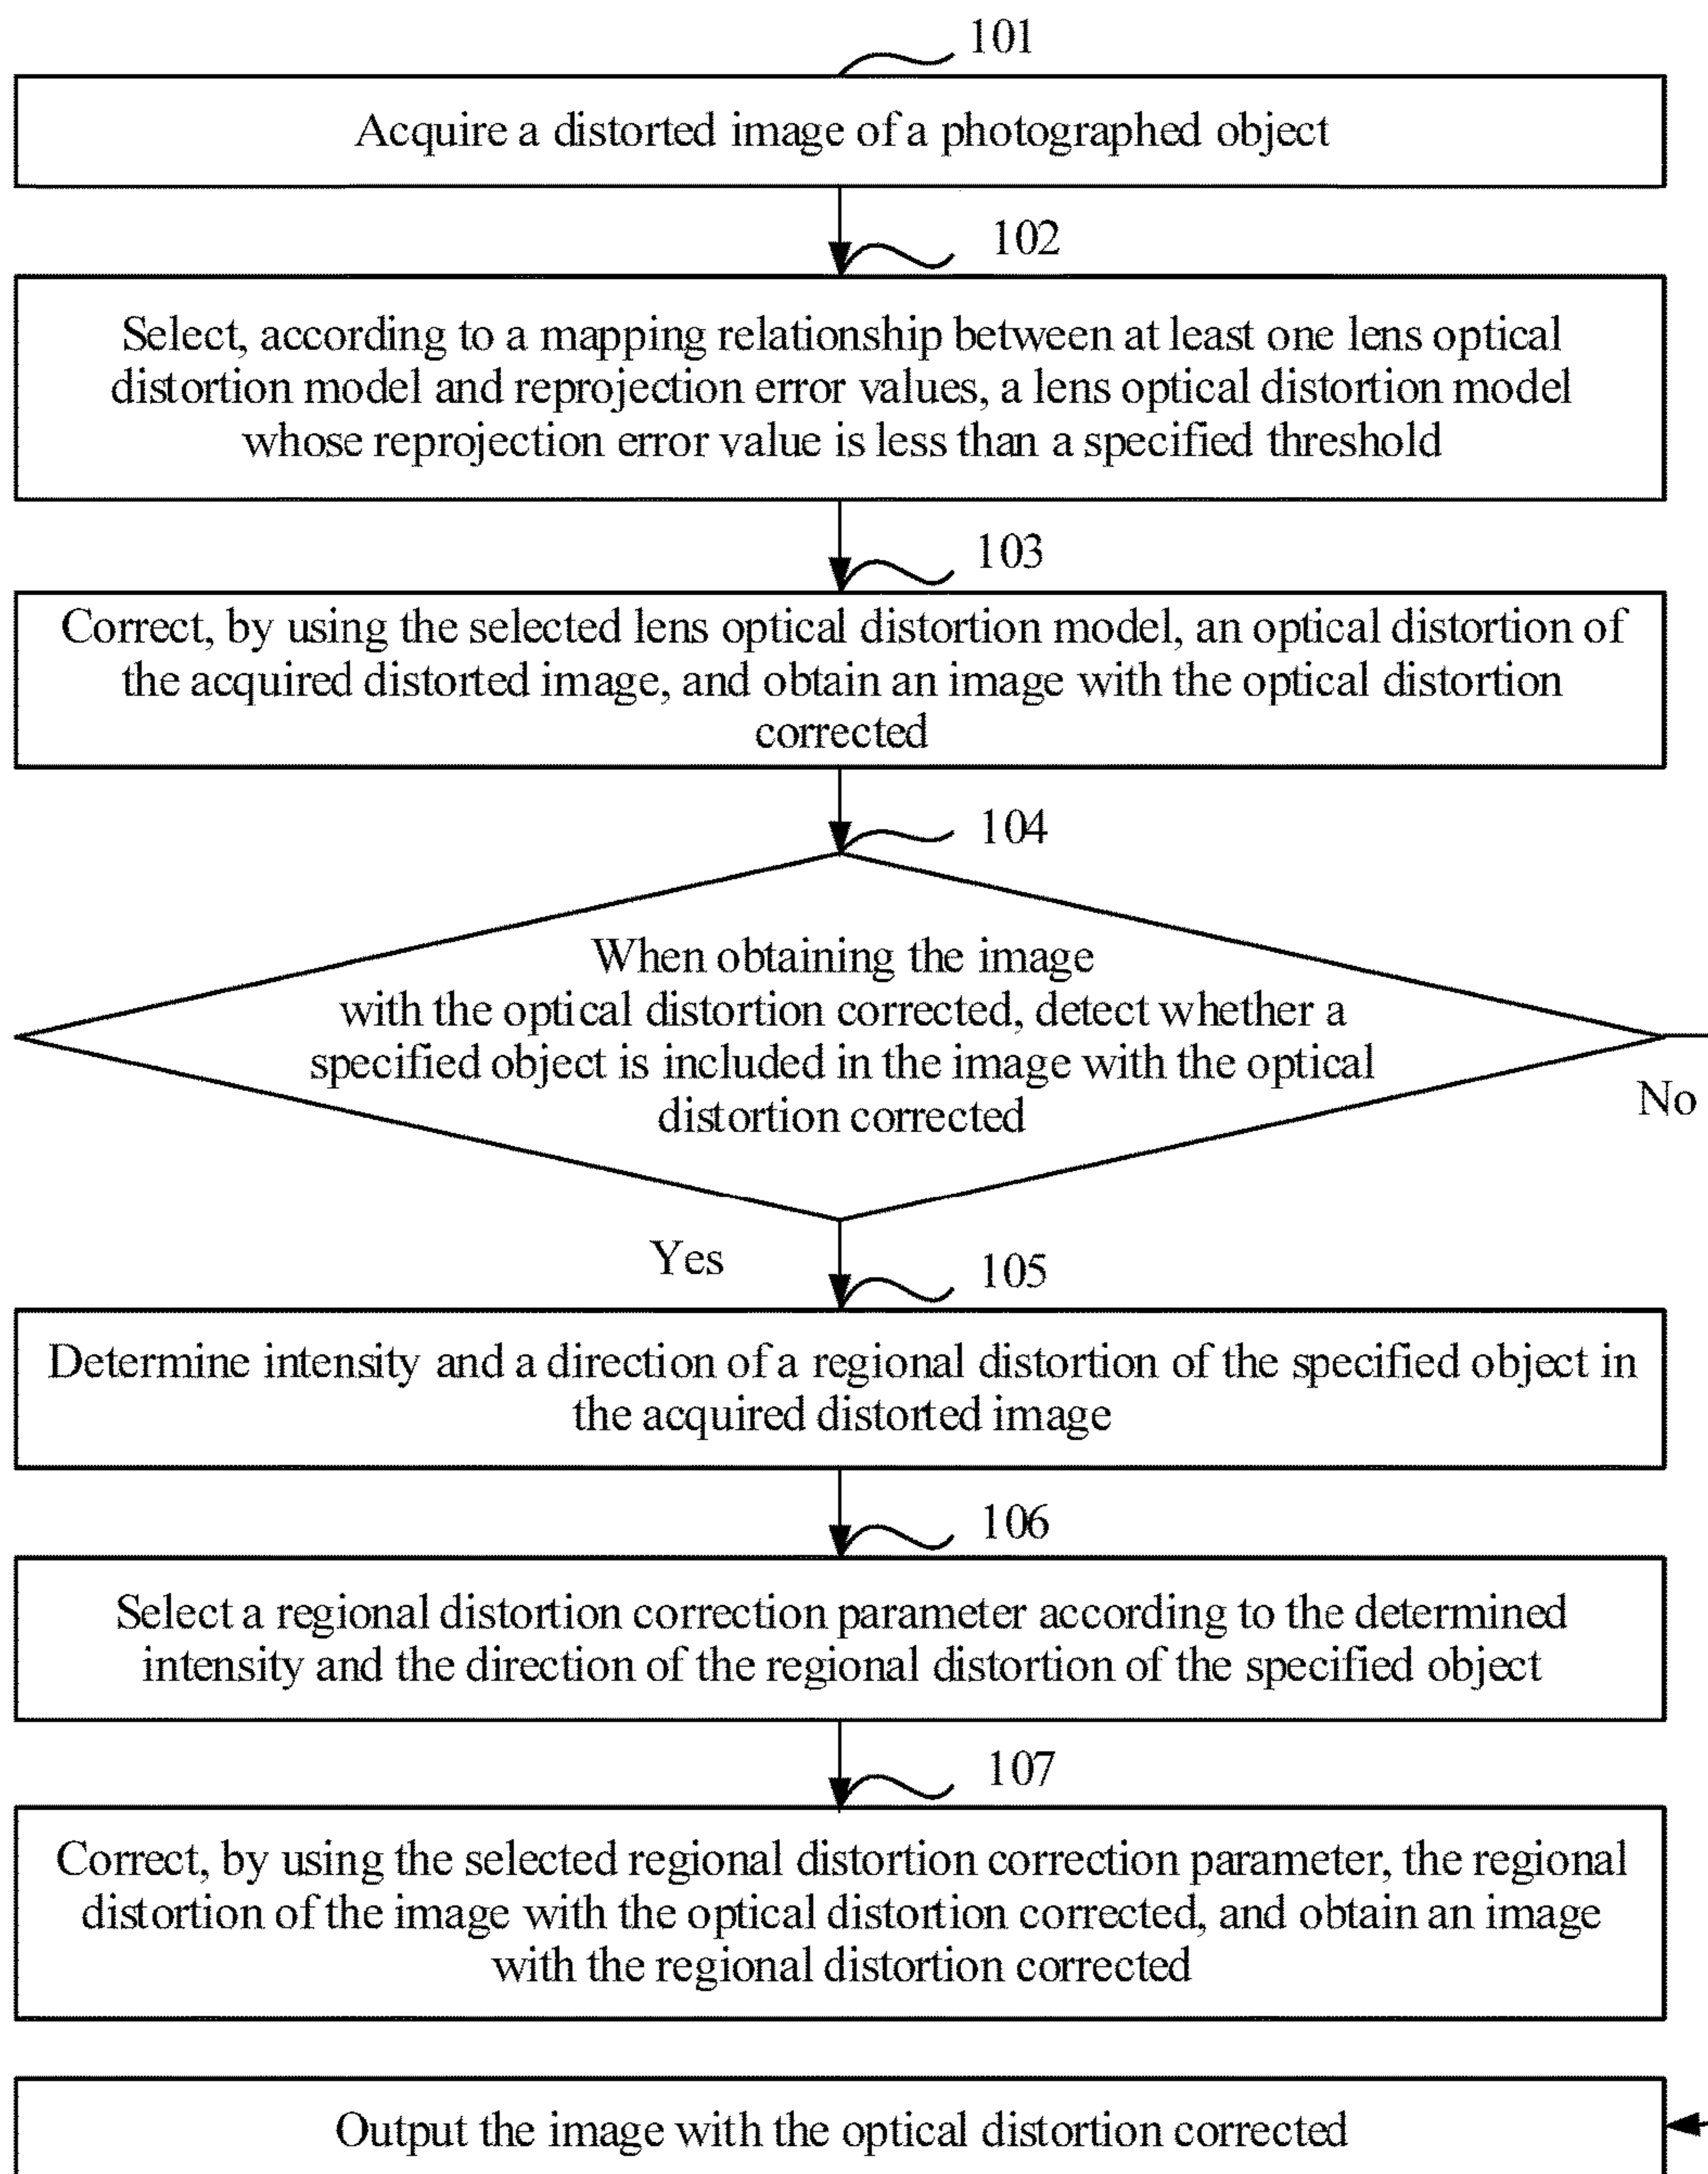 101
Acquire a distorted image of a photographed object
102
Select, according to a mapping relationship between at least one lens optical
distortion model and reprojection error values, a lens optical distortion model
whose reprojection error value is less than a specified threshold
103
Correct, by using the selected lens optical distortion model, an optical distortion of
the acquired distorted image, and obtain an image with the optical distortion
corrected
104
When obtaining the image
with the optical distortion corrected, detect whether a
specified object is included in the image with the optical
distortion corrected
No
Yes
105
Determine intensity and a direction of a regional distortion of the specified object in
the acquired distorted image
106
Select a regional distortion correction parameter according to the determined
intensity and the direction of the regional distortion of the specified object
107
Correct, by using the selected regional distortion correction parameter, the regional
distortion of the image with the optical distortion corrected, and obtain an image
with the regional distortion corrected
Output the image with the optical distortion corrected